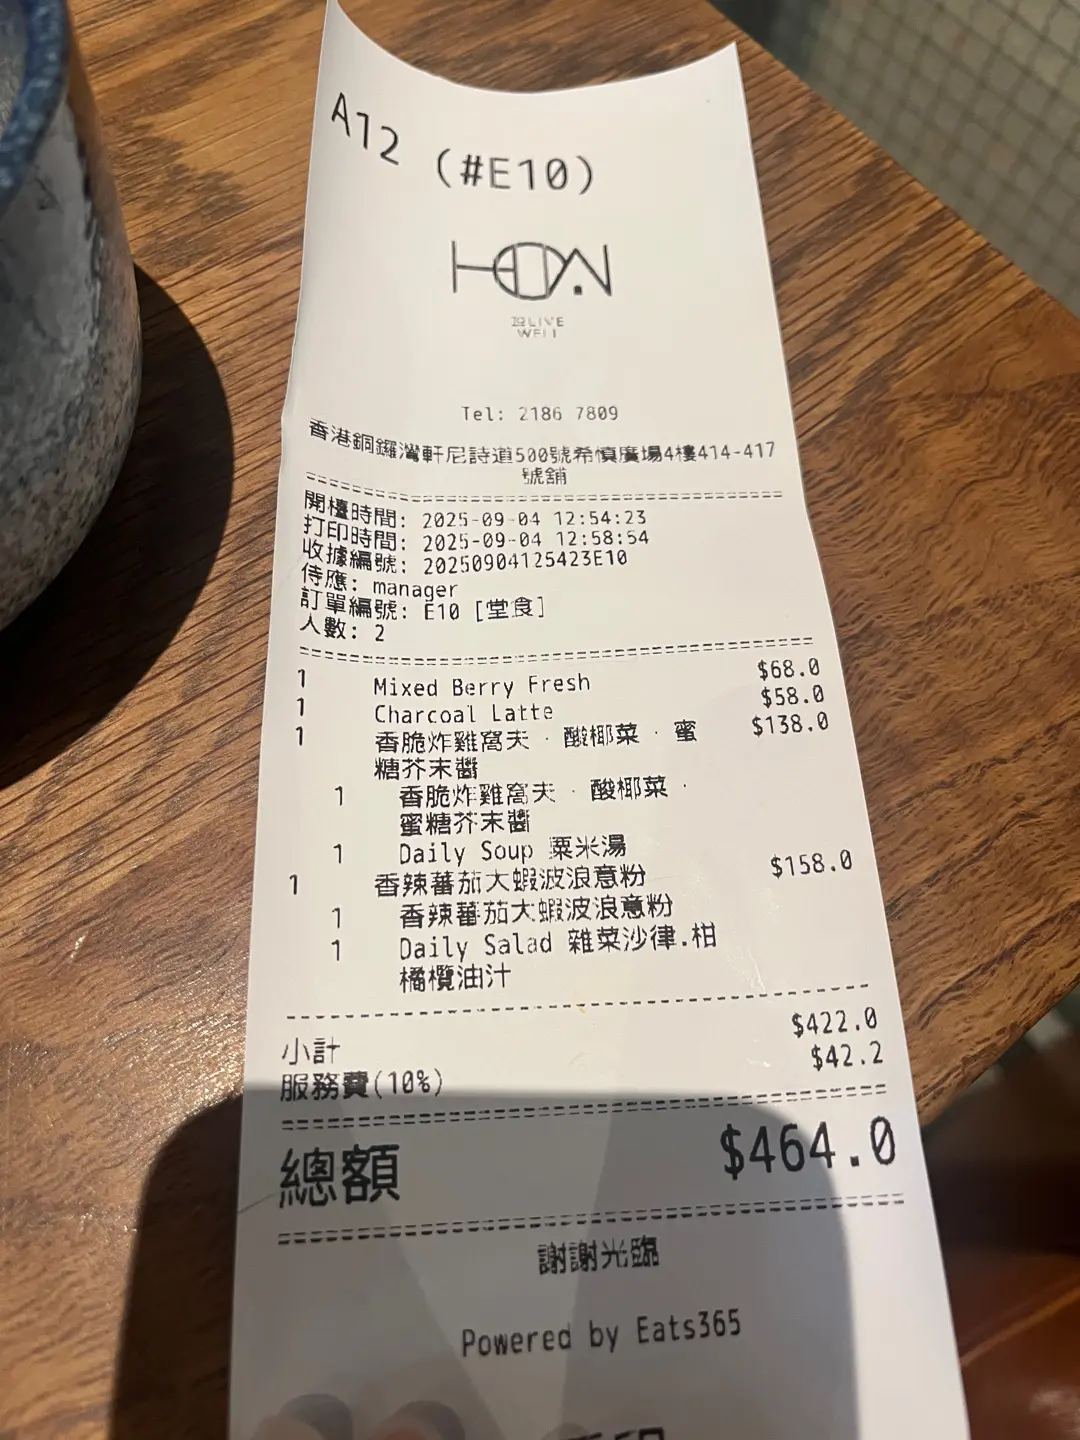 A12 (#E10)
HOW
LIVE
WELL
Tel: 2186 7809
香港銅鑼灣軒尼詩道500號希慎廣場4樓414-417
號舖
開檯時間: 2025-09-04 12:54:23
打印時間: 2025-09-04 12:58:54
收據編號: 20250904125423E10
侍應: manager
訂單編號: E10 [堂食]
人數: 2
1 Mixed Berry Fresh $68.0
1 Charcoal Latte $58.0
1 香脆炸雞窩夫 · 酸椰菜 · 蜜 $138.0
糖芥末醬
1 香脆炸雞窩夫 · 酸椰菜 ·
蜜糖芥末醬
1 Daily Soup 粟米湯
1 香辣蕃茄大蝦波浪意粉 $158.0
1 香辣蕃茄大蝦波浪意粉
1 Daily Salad 雜菜沙律.柑
橘欖油汁
小計 $422.0
服務費(10%) $42.2
總額 $464.0
謝謝光臨
Powered by Eats365